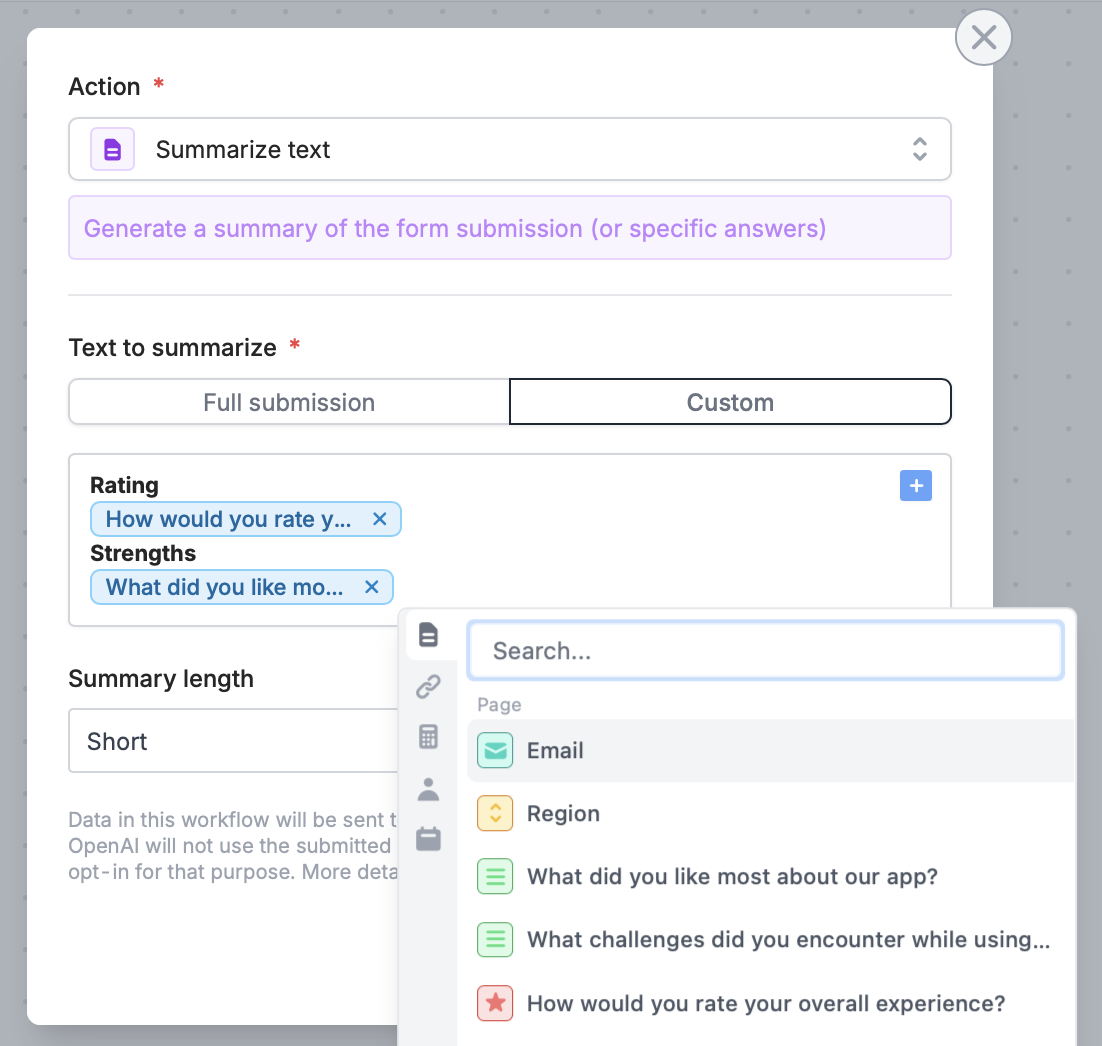 Action *
Summarize text
Generate a summary of the form submission (or specific answers)
Text to summarize *
Full submission
Custom
Rating
How would you rate y...
Strengths
What did you like mo...
Summary length
Short
Data in this workflow will be sent
OpenAI will not use the submitted
opt-in for that purpose. More
Search...
Page
Email
Region
What did you like most about our app?
What challenges did you encounter while using...
How would you rate your overall experience?